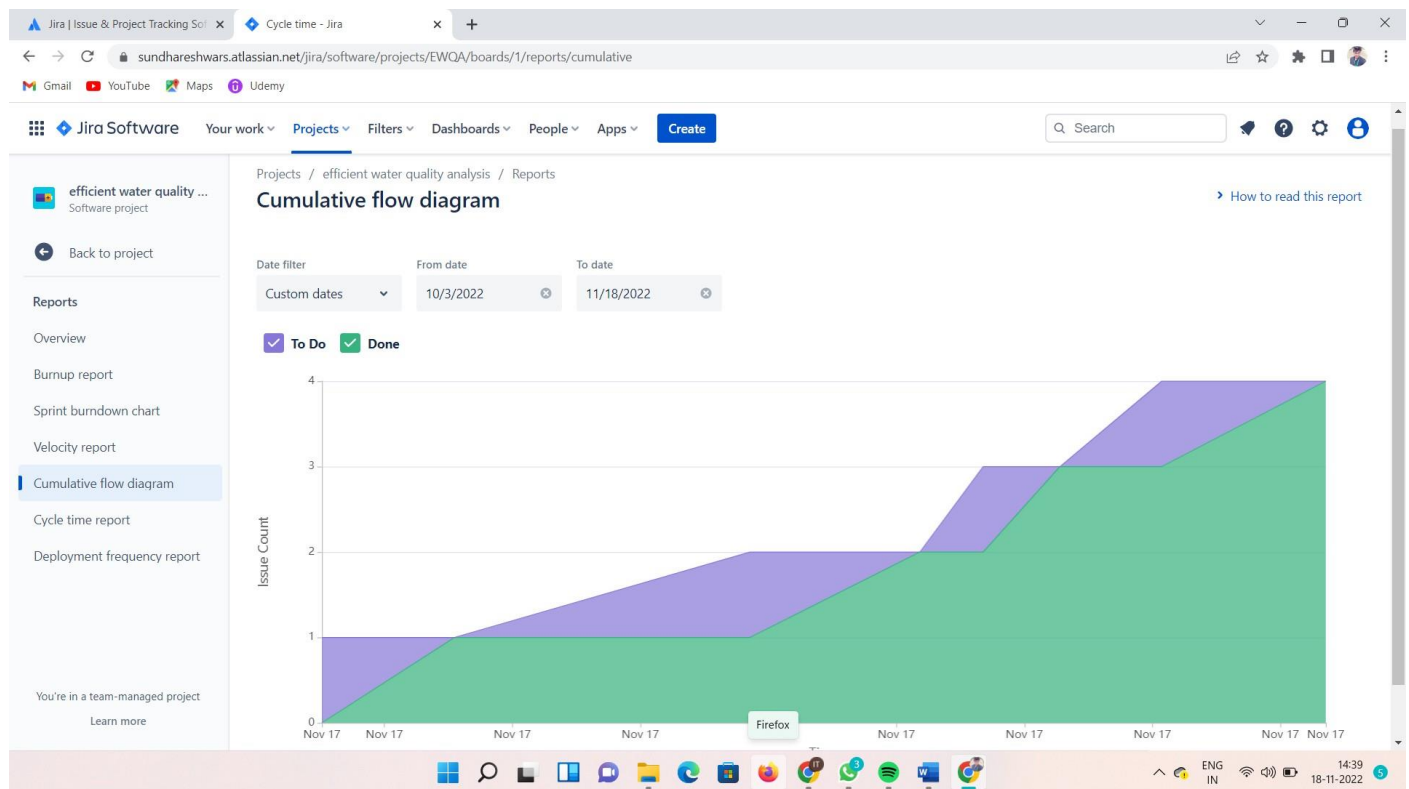 Jira | Issue & Project Tracking Sof
Cycle time - Jira
sundhareshwars.atlassian.net/jira/software/projects/EWQA/boards/1/reports/cumulative
Gmail YouTube Maps Udemy
Jira Software Your work Projects Filters Dashboards People Apps Create Search
efficient water quality ...
Software project
Back to project
Reports
Overview
Burnup report
Sprint burndown chart
Velocity report
Cumulative flow diagram
Cycle time report
Deployment frequency report
You're in a team-managed project
Learn more
Projects / efficient water quality analysis / Reports
Cumulative flow diagram
How to read this report
Date filter From date To date
Custom dates 10/3/2022 11/18/2022
To Do Done
4
3
2
1
0
Issue Count
Nov 17 Nov 17 Nov 17 Nov 17 Nov 17 Nov 17 Nov 17 Nov 17 Nov 17
Firefox
IT
3
ENG
IN
14:39
18-11-2022
5